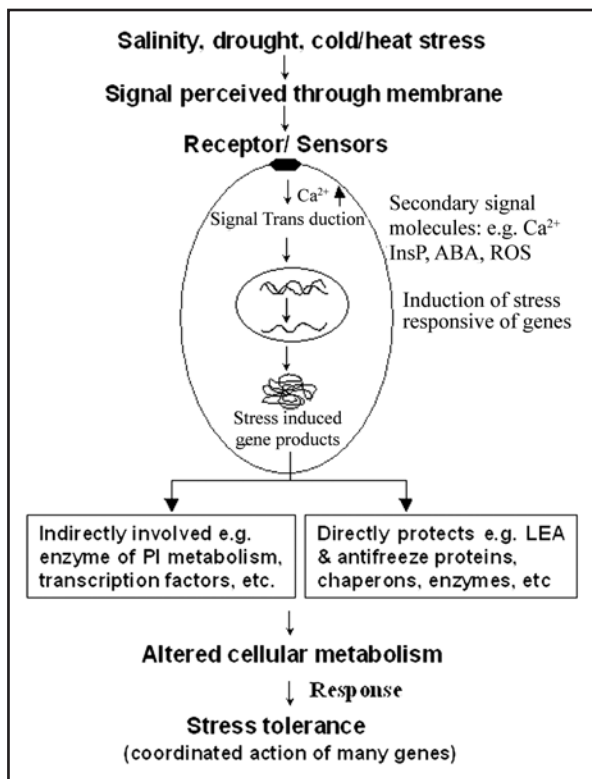 Salinity, drought, cold/heat stress
Signal perceived through membrane
Receptor/ Sensors
Ca²⁺
Signal Trans duction
Secondary signal
molecules: e.g. Ca²⁺
InsP, ABA, ROS
Induction of stress
responsive of genes
Stress induced
gene products
Indirectly involved e.g.
enzyme of PI metabolism,
transcription factors, etc.
Directly protects e.g. LEA
& antifreeze proteins,
chaperons, enzymes, etc
Altered cellular metabolism
Response
Stress tolerance
(coordinated action of many genes)